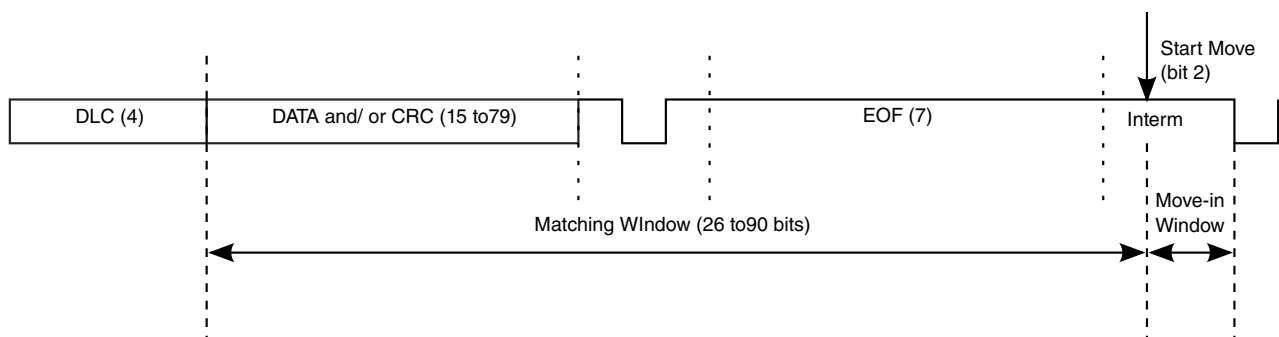 Start Move
(bit 2)
DLC (4)
DATA and/ or CRC (15 to79)
EOF (7)
Interm
Matching WIndow (26 to90 bits)
Move-in
Window